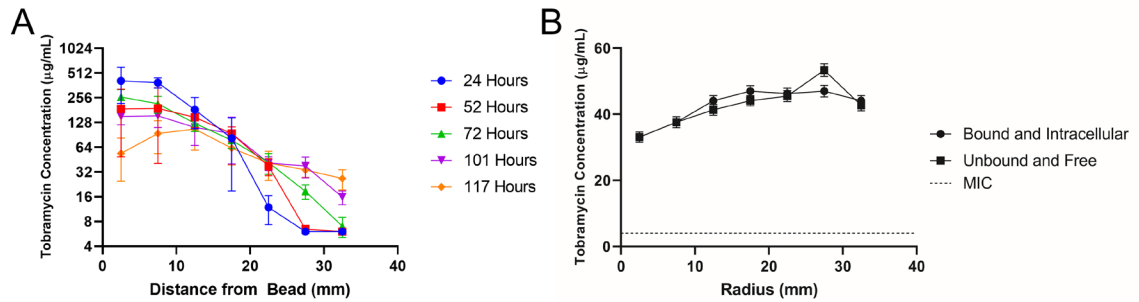 A
Tobramycin Concentration (μg/mL)
1024
512
256
128
64
32
16
8
4
0
10
20
30
40
Distance from Bead (mm)
24 Hours
52 Hours
72 Hours
101 Hours
117 Hours
B
Tobramycin Concentration (μg/mL)
60
40
20
0
0
10
20
30
40
Radius (mm)
Bound and Intracellular
Unbound and Free
MIC